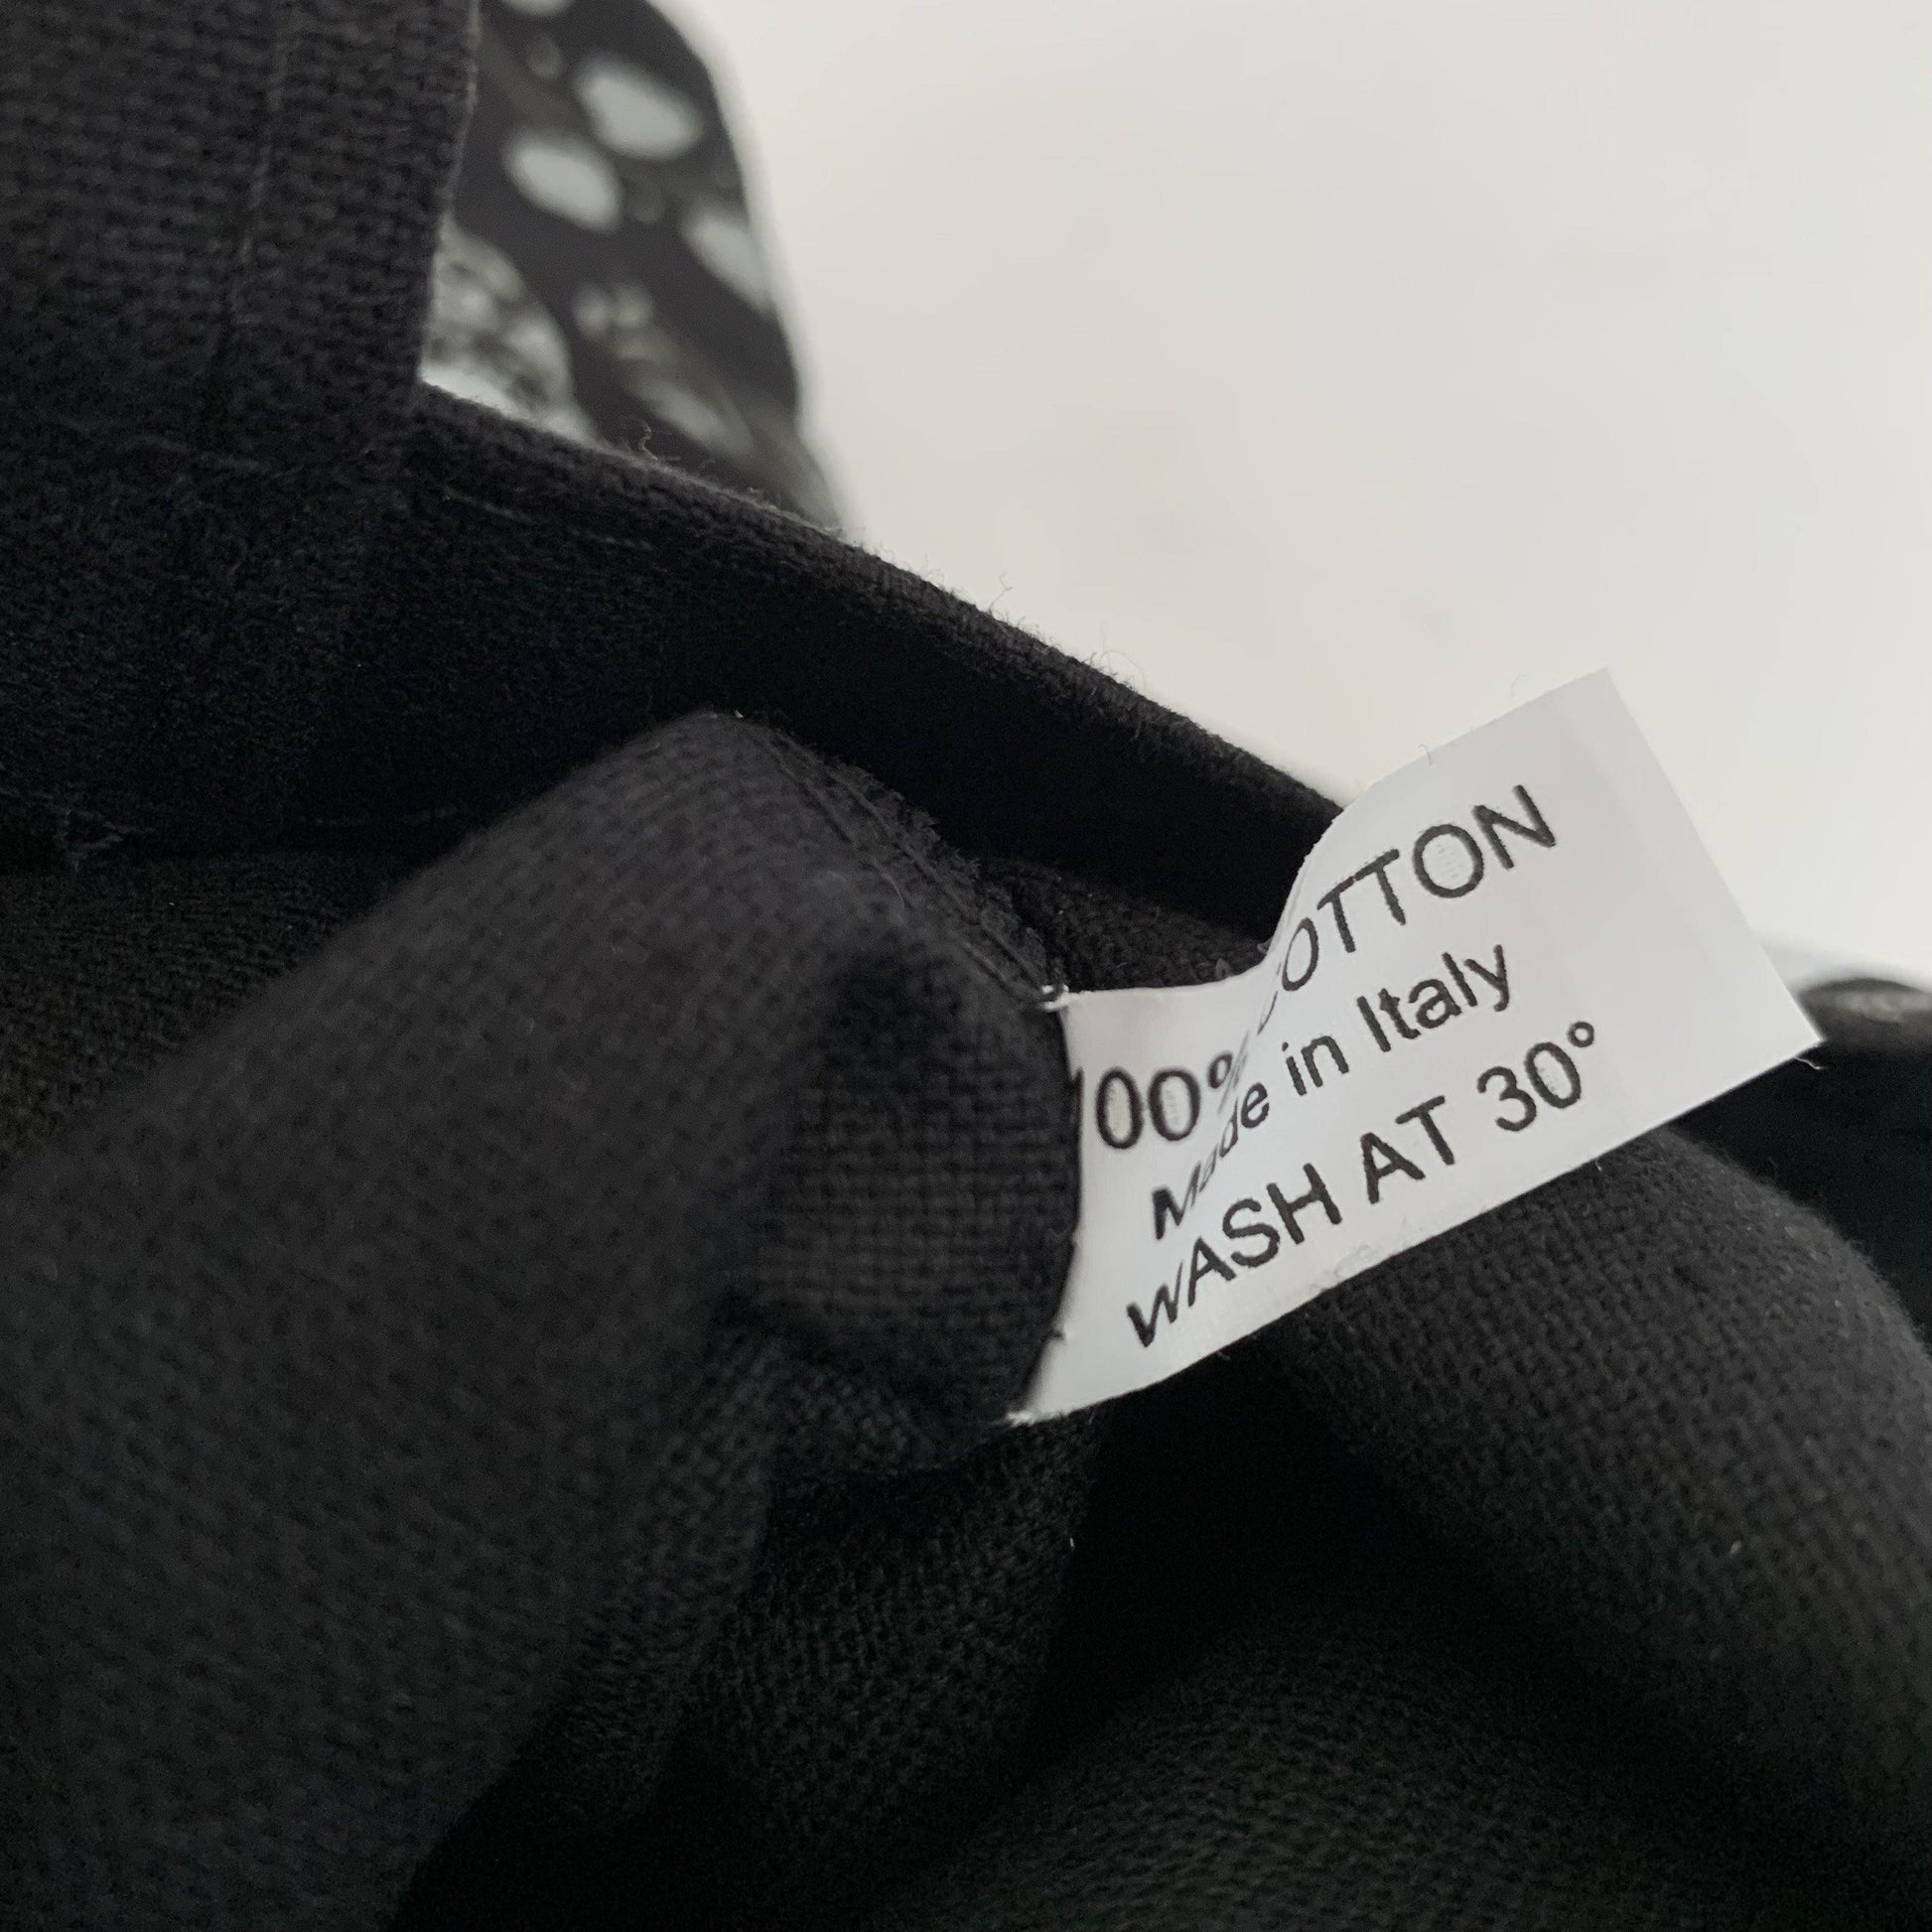 100% COTTON
Made in Italy
WASH AT 30°